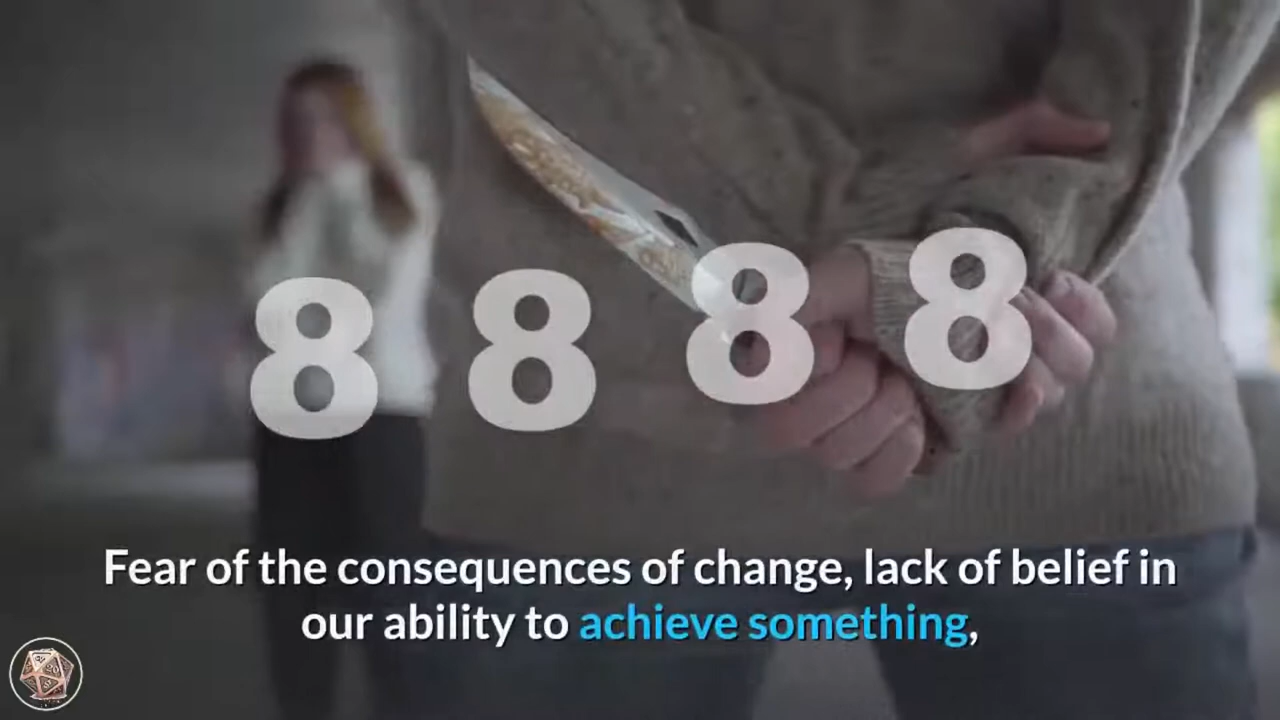 8 8 8 8
Fear of the consequences of change, lack of belief in
our ability to achieve something,